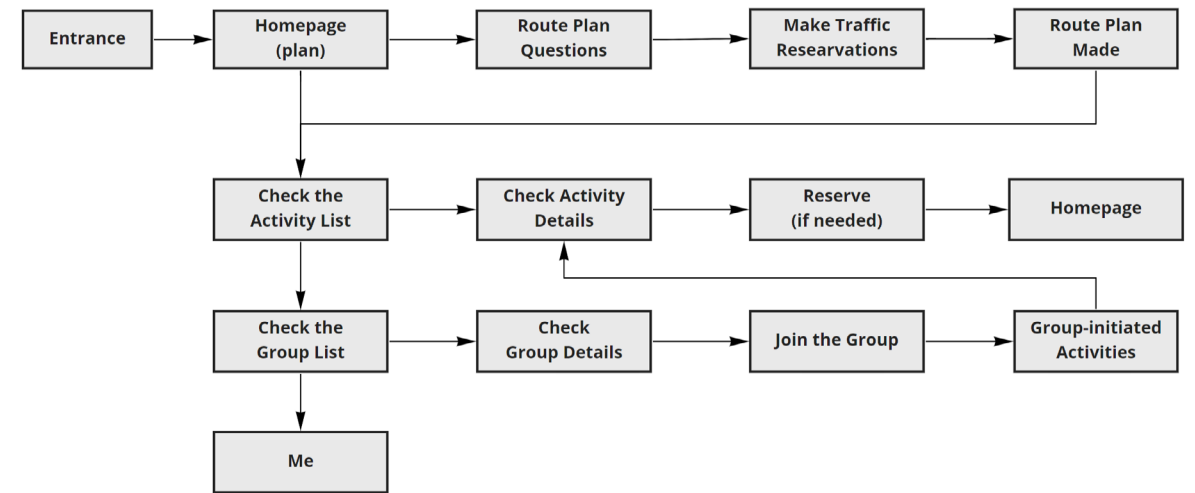 Entrance
Homepage
(plan)
Route Plan
Questions
Make Traffic
Researvations
Route Plan
Made
Check the
Activity List
Check Activity
Details
Reserve
(if needed)
Homepage
Check the
Group List
Check
Group Details
Join the Group
Group-initiated
Activities
Me